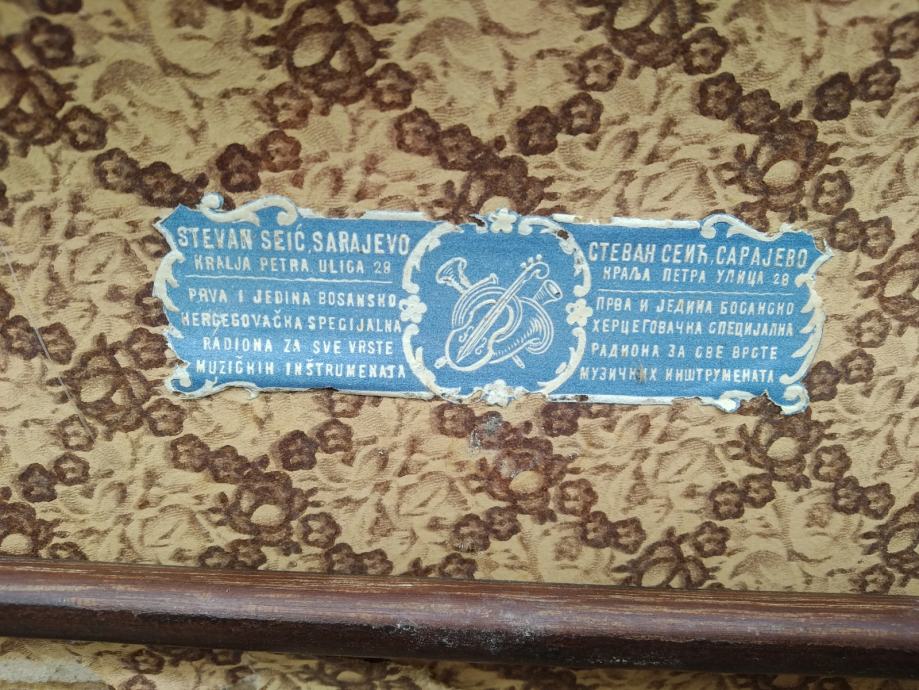 STEVAN SEIĆ, SARAJEVO
KRALJA PETRA, ULICA 28
PRVA I JEDINA BOSANSKO
HERCEGOVAČKA SPECIJALNA
RADIONA ZA SVE VRSTE
MUZIČKIH INŠTRUMENATA
СТЕВАН СЕИЋ, САРАЈЕВО
КРАЉА ПЕТРА УЛИЦА 28
ПРВА И ЈЕДИНА БОСАНСКО
ХЕРЦЕГОВАЧКА СПЕЦИЈАЛНА
РАДИОНА ЗА СВЕ ВРСТЕ
МУЗИЧКИХ ИНШТРУМЕНАТА